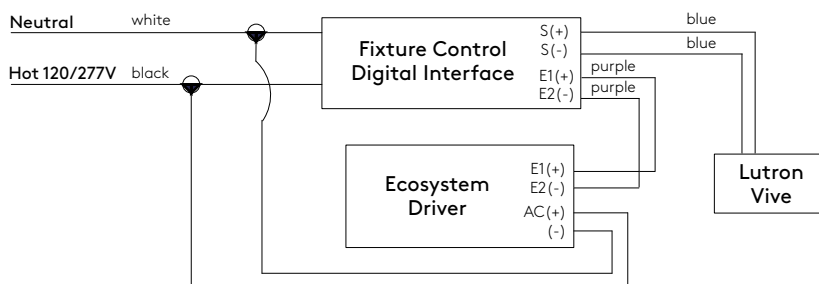 Neutral white
Hot 120/277V black
Fixture Control
Digital Interface
S(+)
S(-)
E1(+)
E2(-)
blue
blue
purple
purple
Ecosystem
Driver
E1(+)
E2(-)
AC(+)
(-)
Lutron
Vive